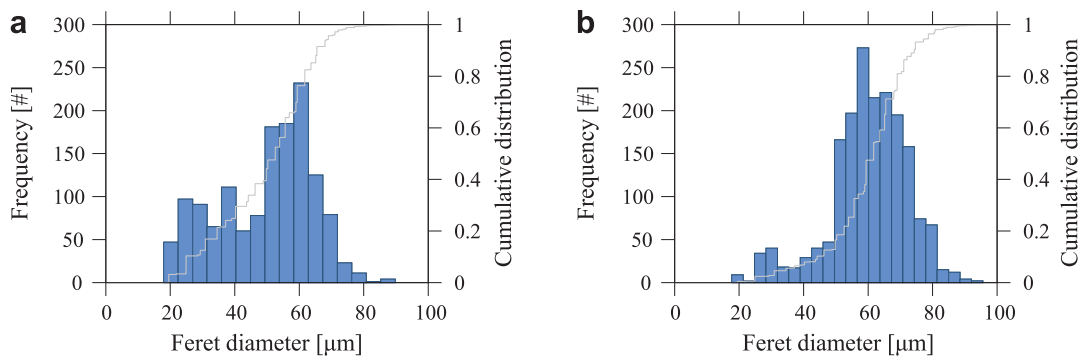 a
300
250
200
150
100
50
0
Frequency [#]
1
0.8
0.6
0.4
0.2
0
Cumulative distribution
0 20 40 60 80 100
Feret diameter [μm]
b
300
250
200
150
100
50
0
Frequency [#]
1
0.8
0.6
0.4
0.2
0
Cumulative distribution
0 20 40 60 80 100
Feret diameter [μm]